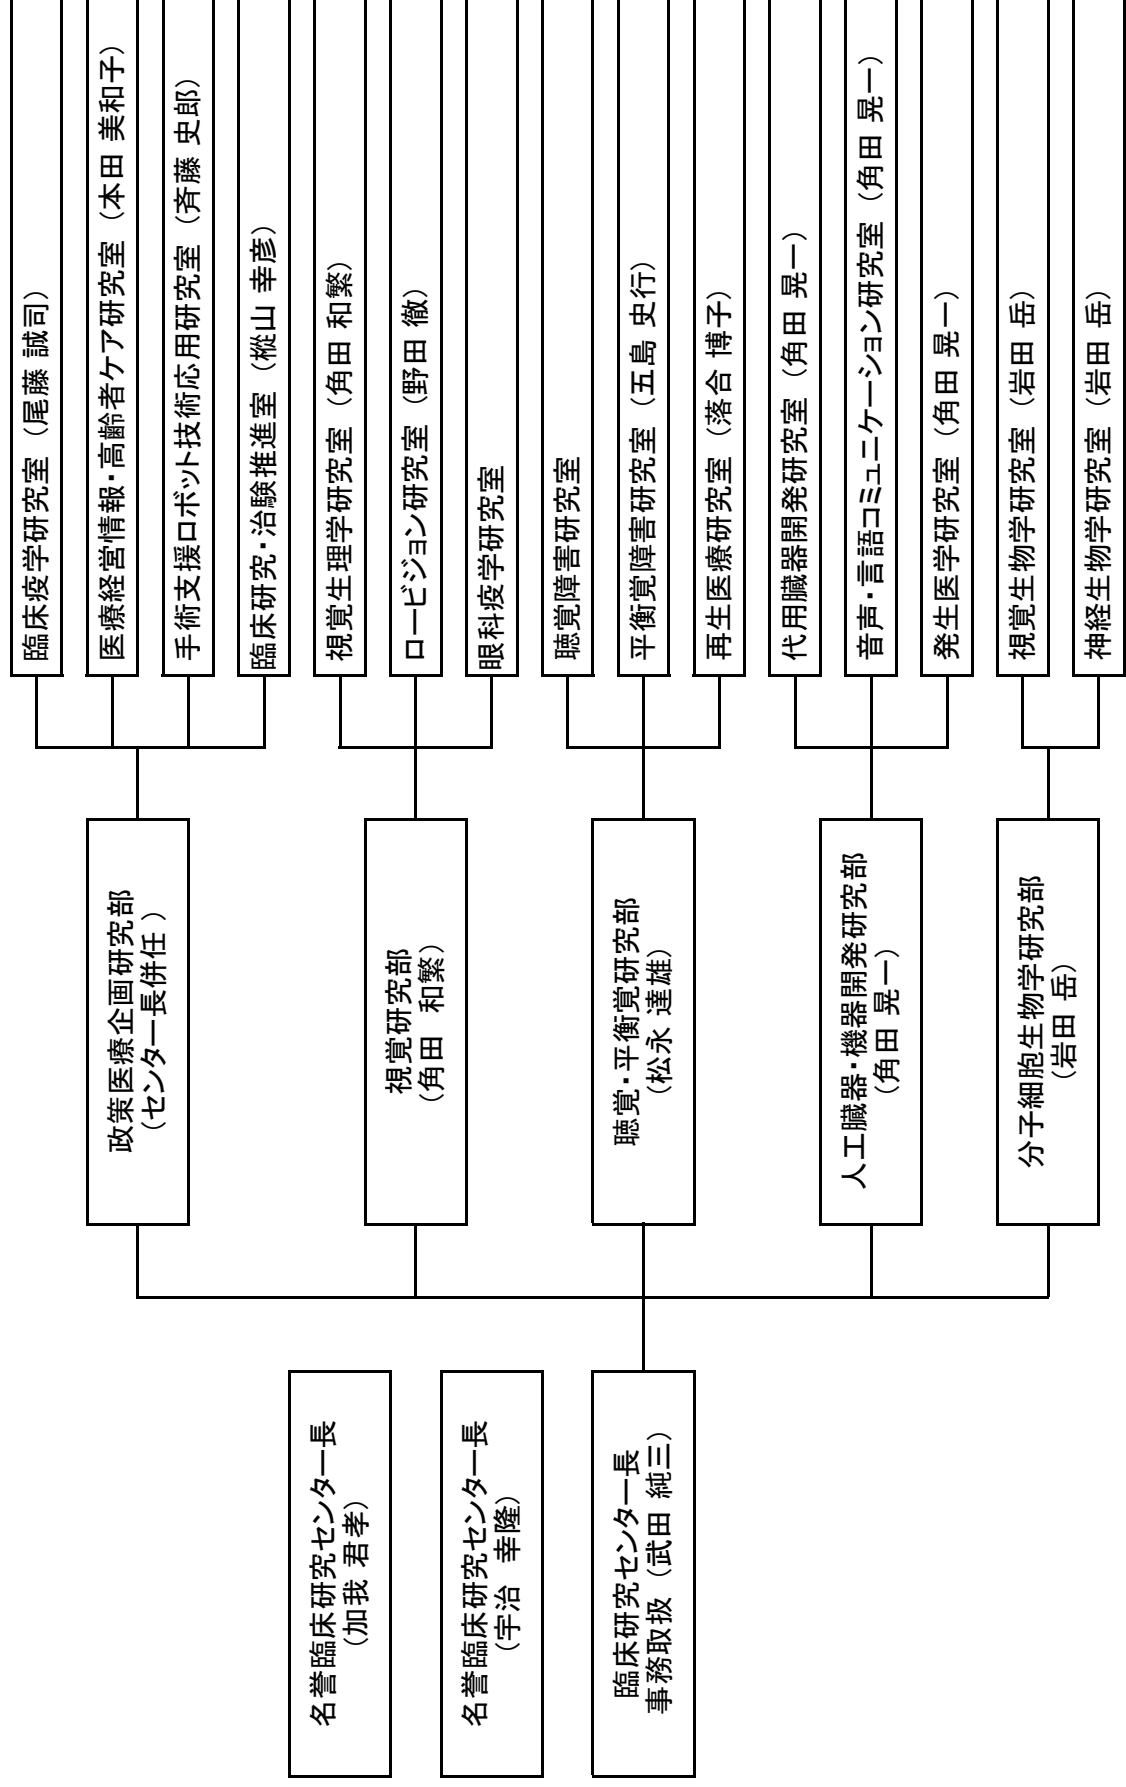 名誉臨床研究センター長
（加我 君孝）
名誉臨床研究センター長
（宇治　幸隆）
臨床研究センター長
事務取扱（武田 純三）
政策医療企画研究部
（センター長併任 ）
視覚研究部
（角田　和繁）
聴覚・平衡覚研究部
（松永 達雄）
人工臓器・機器開発研究部
（角田 晃一）
分子細胞生物学研究部
（岩田 岳）
臨床疫学研究室（尾藤 誠司）
医療経営情報・高齢者ケア研究室（本田 美和子）
手術支援ロボット技術応用研究室（斉藤 史郎）
臨床研究・治験推進室（樅山 幸彦）
視覚生理学研究室（角田 和繁）
ロービジョン研究室（野田 徹）
眼科疫学研究室
聴覚障害研究室
平衡覚障害研究室（五島 史行）
再生医療研究室（落合 博子）
代用臓器開発研究室（角田 晃一）
音声・言語コミュニケーション研究室（角田 晃一）
発生医学研究室（角田 晃一）
視覚生物学研究室（岩田 岳）
神経生物学研究室（岩田 岳）